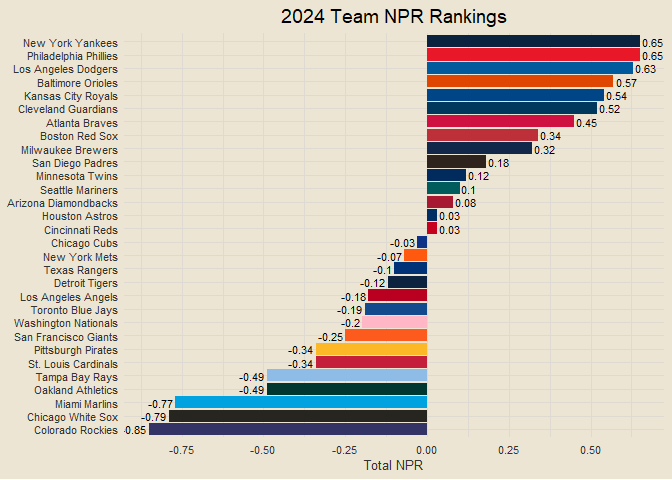 2024 Team NPR Rankings
New York Yankees 0.65
Philadelphia Phillies 0.65
Los Angeles Dodgers 0.63
Baltimore Orioles 0.57
Kansas City Royals 0.54
Cleveland Guardians 0.52
Atlanta Braves 0.45
Boston Red Sox 0.34
Milwaukee Brewers 0.32
San Diego Padres 0.18
Minnesota Twins 0.12
Seattle Mariners 0.1
Arizona Diamondbacks 0.08
Houston Astros 0.03
Cincinnati Reds 0.03
Chicago Cubs -0.03
New York Mets -0.07
Texas Rangers -0.1
Detroit Tigers -0.12
Los Angeles Angels -0.18
Toronto Blue Jays -0.19
Washington Nationals -0.2
San Francisco Giants -0.25
Pittsburgh Pirates -0.34
St. Louis Cardinals -0.34
Tampa Bay Rays -0.49
Oakland Athletics -0.49
Miami Marlins -0.77
Chicago White Sox -0.79
Colorado Rockies -0.85
-0.75 -0.50 -0.25 0.00 0.25 0.50
Total NPR